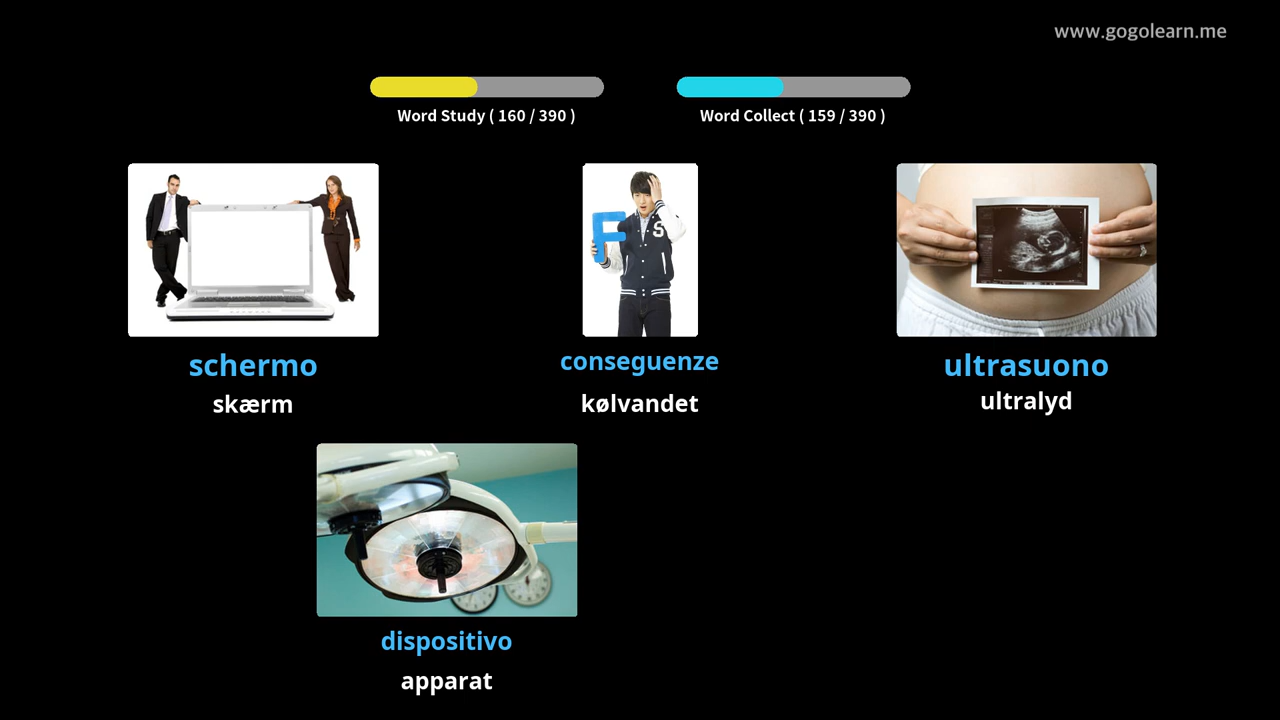 www.gogolearn.me
Word Study ( 160 / 390 )
Word Collect ( 159 / 390 )
F
S
schermo
conseguenze
ultrasuono
skærm
kølvandet
ultralyd
dispositivo
apparat